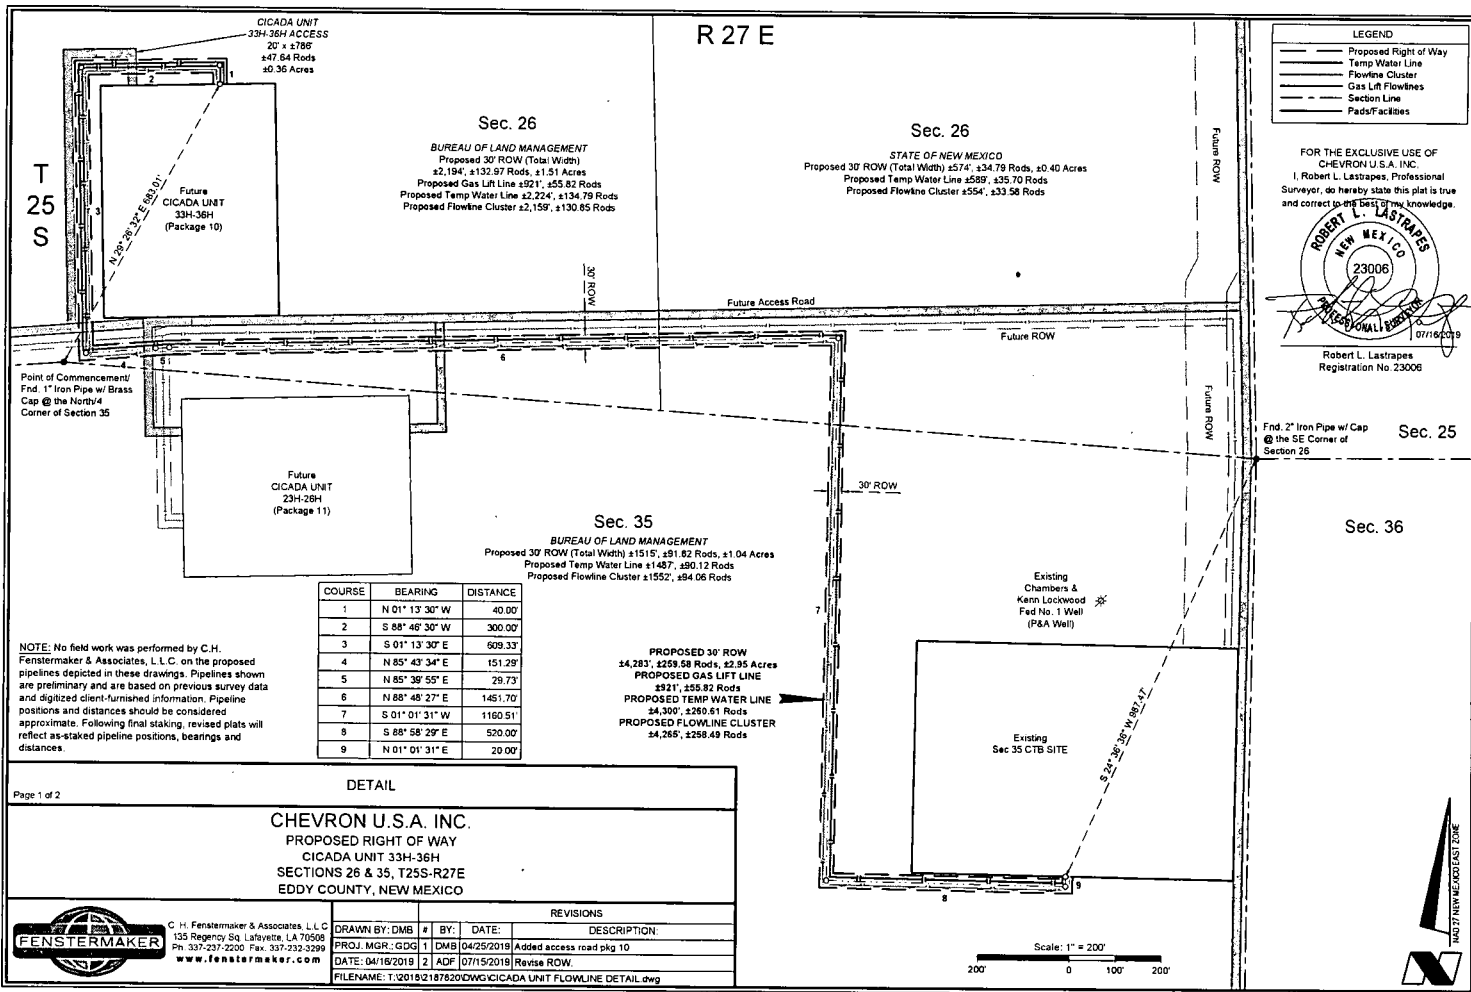 CICADA UNIT
33H-36H ACCESS
20' x ±786'
±47.64 Rods
±0.36 Acres
R 27 E
T
25
S
1
2
3
N 29° 26' 32" E 683.01'
Future
CICADA UNIT
33H-36H
(Package 10)
Sec. 26
BUREAU OF LAND MANAGEMENT
Proposed 30' ROW (Total Width)
±2,194', ±132.97 Rods, ±1.51 Acres
Proposed Gas Lift Line ±921', ±55.82 Rods
Proposed Temp Water Line ±2,224', ±134.79 Rods
Proposed Flowline Cluster ±2,159', ±130.85 Rods
Sec. 26
STATE OF NEW MEXICO
Proposed 30' ROW (Total Width) ±574', ±34.79 Rods, ±0.40 Acres
Proposed Temp Water Line ±589', ±35.70 Rods
Proposed Flowline Cluster ±554', ±33.58 Rods
Future ROW
LEGEND
Proposed Right of Way
Temp Water Line
Flowline Cluster
Gas Lift Flowlines
Section Line
Pads/Facilities
FOR THE EXCLUSIVE USE OF
CHEVRON U.S.A. INC.
I, Robert L. Lastrapes, Professional
Surveyor, do hereby state this plat is true
and correct to the best of my knowledge.
ROBERT L. LASTRAPES
NEW MEXICO
23006
PROFESSIONAL SURVEYOR
07/16/2019
Robert L. Lastrapes
Registration No. 23006
30' ROW
Future Access Road
Future ROW
4
5
6
Point of Commencement/
Fnd. 1" Iron Pipe w/ Brass
Cap @ the North/4
Corner of Section 35
Future
CICADA UNIT
23H-26H
(Package 11)
Future ROW
Fnd. 2" Iron Pipe w/ Cap
@ the SE Corner of
Section 26
Sec. 25
30' ROW
Sec. 35
BUREAU OF LAND MANAGEMENT
Proposed 30' ROW (Total Width) ±1515', ±91.82 Rods, ±1.04 Acres
Proposed Temp Water Line ±1487', ±90.12 Rods
Proposed Flowline Cluster ±1552', ±94.06 Rods
Sec. 36
Existing
Chambers &
Kenn Lockwood
Fed No. 1 Well
(P&A Well)
7
COURSE BEARING DISTANCE
1 N 01° 13' 30" W 40.00'
2 S 88° 46' 30" W 300.00'
3 S 01° 13' 30" E 609.33'
4 N 85° 43' 34" E 151.29'
5 N 85° 39' 55" E 29.73'
6 N 88° 48' 27" E 1451.70'
7 S 01° 01' 31" W 1160.51'
8 S 88° 58' 29" E 520.00'
9 N 01° 01' 31" E 20.00'
NOTE: No field work was performed by C.H.
Fenstermaker & Associates, L.L.C. on the proposed
pipelines depicted in these drawings. Pipelines shown
are preliminary and are based on previous survey data
and digitized client-furnished information. Pipeline
positions and distances should be considered
approximate. Following final staking, revised plats will
reflect as-staked pipeline positions, bearings and
distances.
PROPOSED 30' ROW
±4,283', ±259.58 Rods, ±2.95 Acres
PROPOSED GAS LIFT LINE
±921', ±55.82 Rods
PROPOSED TEMP WATER LINE
±4,300', ±260.61 Rods
PROPOSED FLOWLINE CLUSTER
±4,265', ±258.49 Rods
Existing
Sec 35 CTB SITE
S 24° 36' 36" W 987.47'
8
9
Page 1 of 2
DETAIL
CHEVRON U.S.A. INC.
PROPOSED RIGHT OF WAY
CICADA UNIT 33H-36H
SECTIONS 26 & 35, T25S-R27E
EDDY COUNTY, NEW MEXICO
FENSTERMAKER
C. H. Fenstermaker & Associates, L.L.C.
135 Regency Sq. Lafayette, LA 70508
Ph. 337-237-2200 Fax. 337-232-3299
www.fenstermaker.com
REVISIONS
DRAWN BY: DMB # BY: DATE: DESCRIPTION:
PROJ. MGR.: GDG 1 DMB 04/25/2019 Added access road pkg 10
DATE: 04/16/2019 2 ADF 07/15/2019 Revise ROW.
FILENAME: T:\2018\2187820\DWG\CICADA UNIT FLOWLINE DETAIL.dwg
Scale: 1" = 200'
200' 0 100' 200'
NAD 27 NEW MEXICO EAST ZONE
N